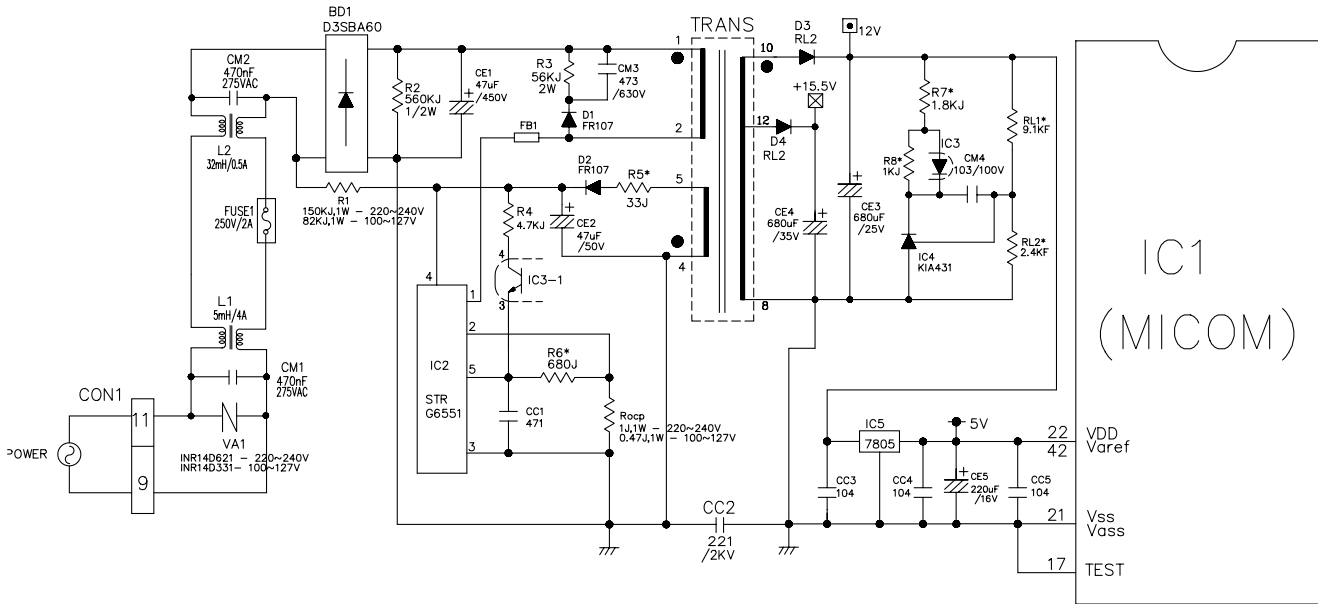 BD1
D3SBA60
TRANS
D3
RL2
12V
CM2
470nF
275VAC
R2
560KJ
1/2W
CE1
47uF
/450V
R3
56KJ
2W
CM3
473
/630V
1
10
+15.5V
R7*
1.8KJ
RL1*
9.1KF
D1
FR107
FB1
2
12
D4
RL2
IC3
R8*
1KJ
CM4
103/100V
L2
32mH/0.5A
D2
FR107
R5*
33J
5
R1
150KJ,1W - 220~240V
82KJ,1W - 100~127V
FUSE1
250V/2A
R4
4.7KJ
CE2
47uF
/50V
CE4
680uF
/35V
CE3
680uF
/25V
IC4
KIA431
RL2*
2.4KF
4
IC3-1
3
4
4
8
IC1
(MICOM)
L1
5mH/4A
1
2
IC2
STR
G6551
5
3
R6*
680J
CM1
470nF
275VAC
CC1
471
Rocp
1J,1W - 220~240V
0.47J,1W - 100~127V
CON1
11
9
POWER
VA1
INR14D621 - 220~240V
INR14D331- 100~127V
IC5
7805
5V
22
42
VDD
Varef
CC3
104
CC4
104
CE5
220uF
/16V
CC5
104
CC2
221
/2KV
21
Vss
Vass
17
TEST